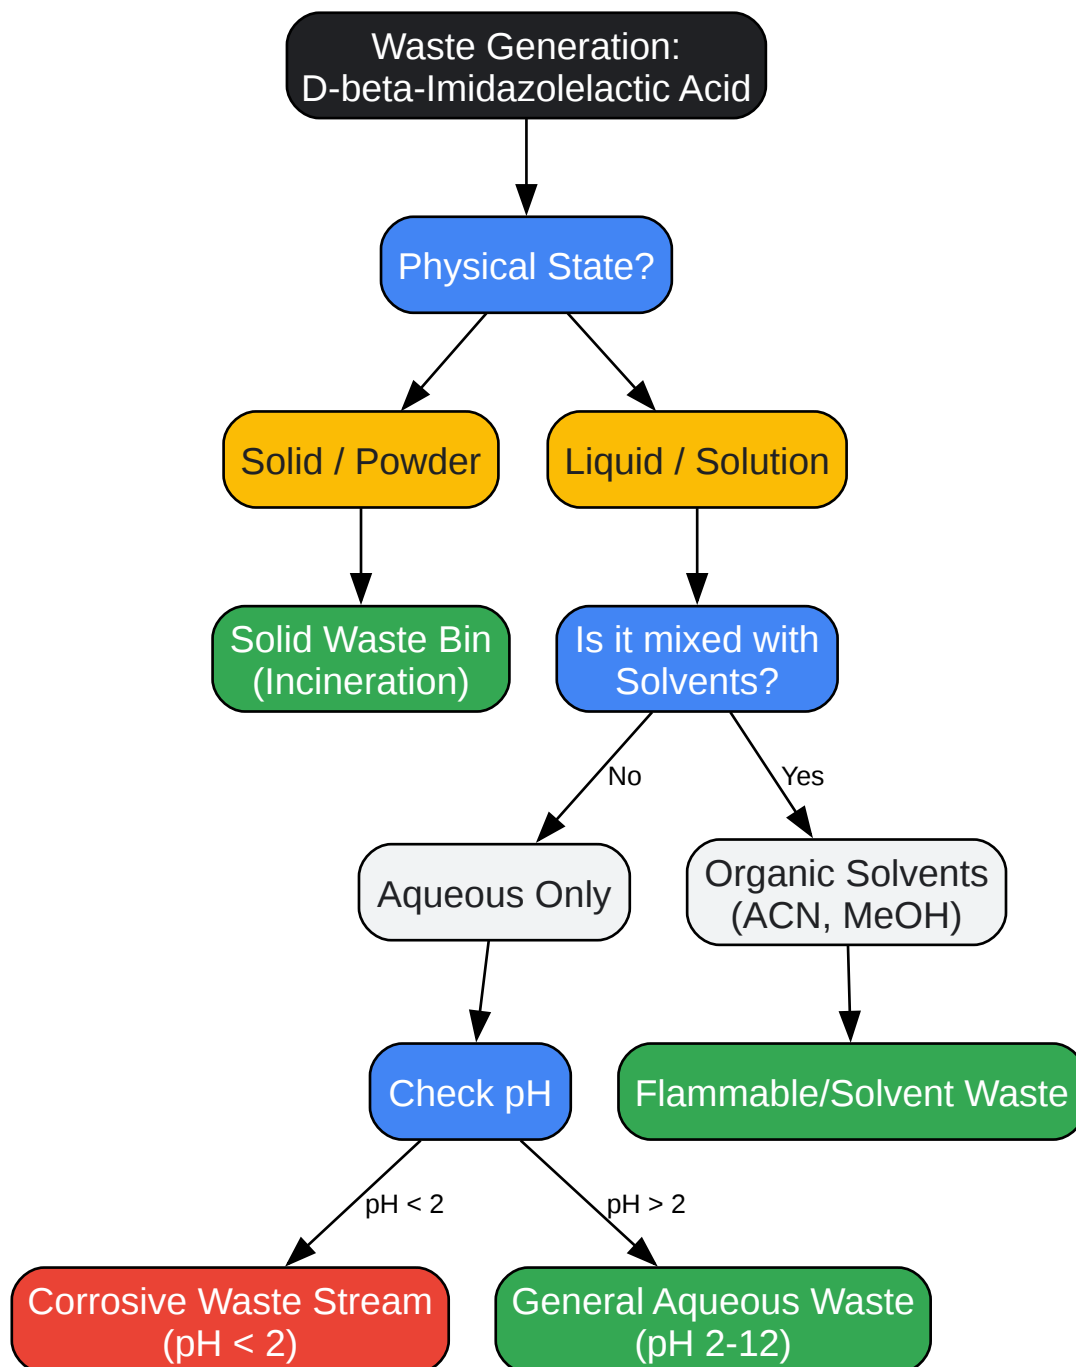 Waste Generation:
D-beta-Imidazolelactic Acid
Physical State?
Solid / Powder
Liquid / Solution
Solid Waste Bin
(Incineration)
Is it mixed with
Solvents?
No
Yes
Aqueous Only
Organic Solvents
(ACN, MeOH)
Check pH
Flammable/Solvent Waste
pH < 2
pH > 2
Corrosive Waste Stream
(pH < 2)
General Aqueous Waste
(pH 2-12)